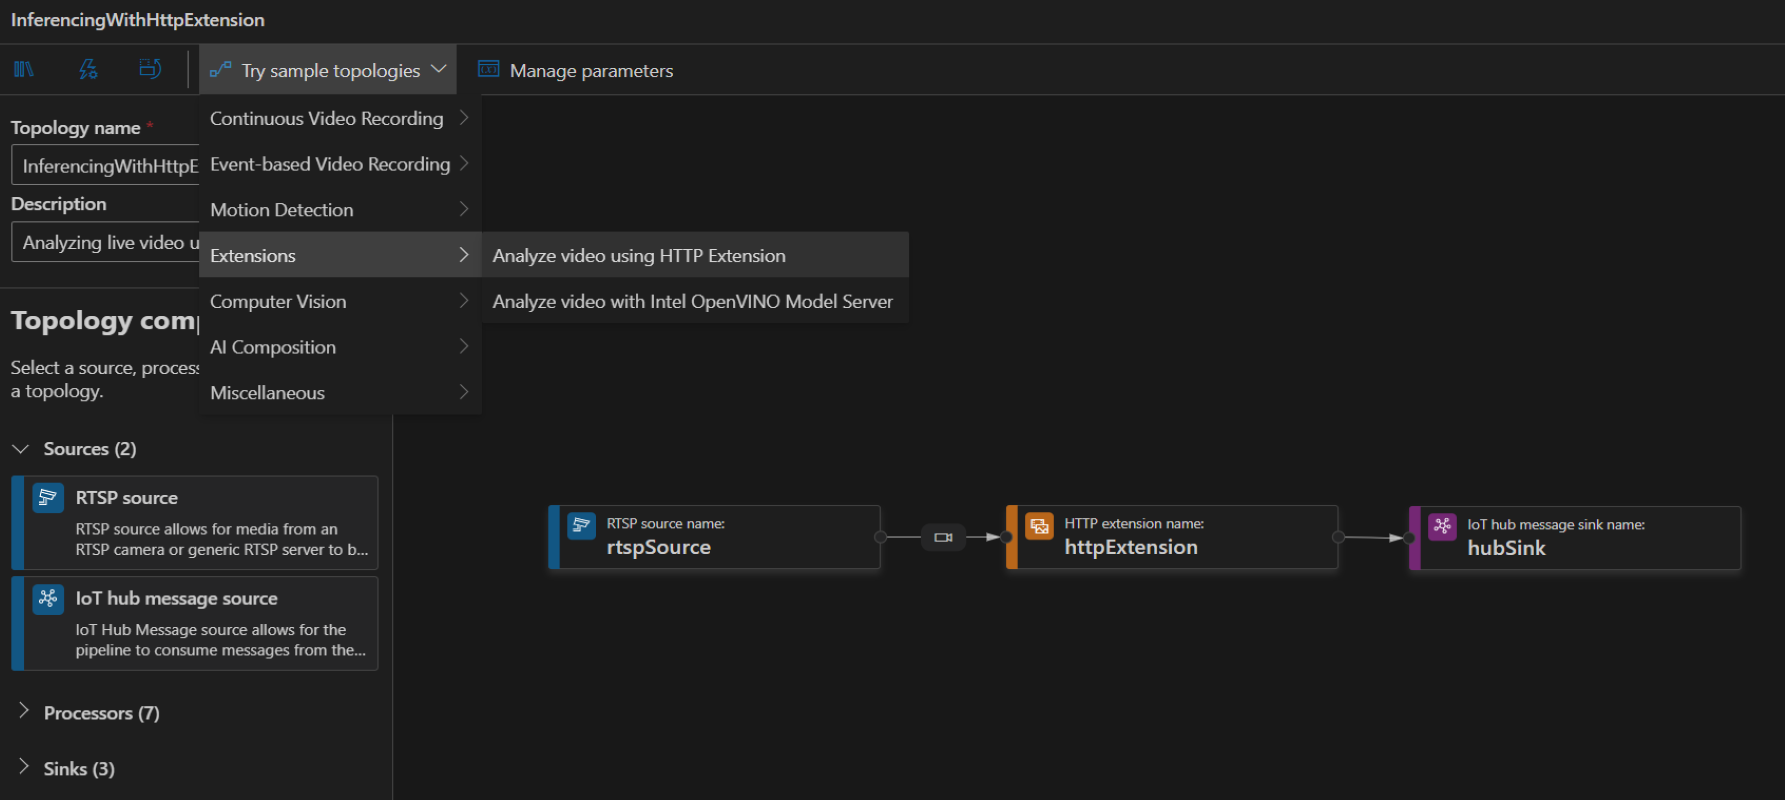 InferencingWithHttpExtension
Try sample topologies
Manage parameters
Topology name *
InferencingWithHttpE
Description
Analyzing live video u
Continuous Video Recording
Event-based Video Recording
Motion Detection
Extensions
Computer Vision
AI Composition
Miscellaneous
Analyze video using HTTP Extension
Analyze video with Intel OpenVINO Model Server
Topology comp
Select a source, process
a topology.
Sources (2)
RTSP source
RTSP source allows for media from an
RTSP camera or generic RTSP server to b...
IoT hub message source
IoT Hub Message source allows for the
pipeline to consume messages from the...
Processors (7)
Sinks (3)
RTSP source name:
rtspSource
HTTP extension name:
httpExtension
IoT hub message sink name:
hubSink